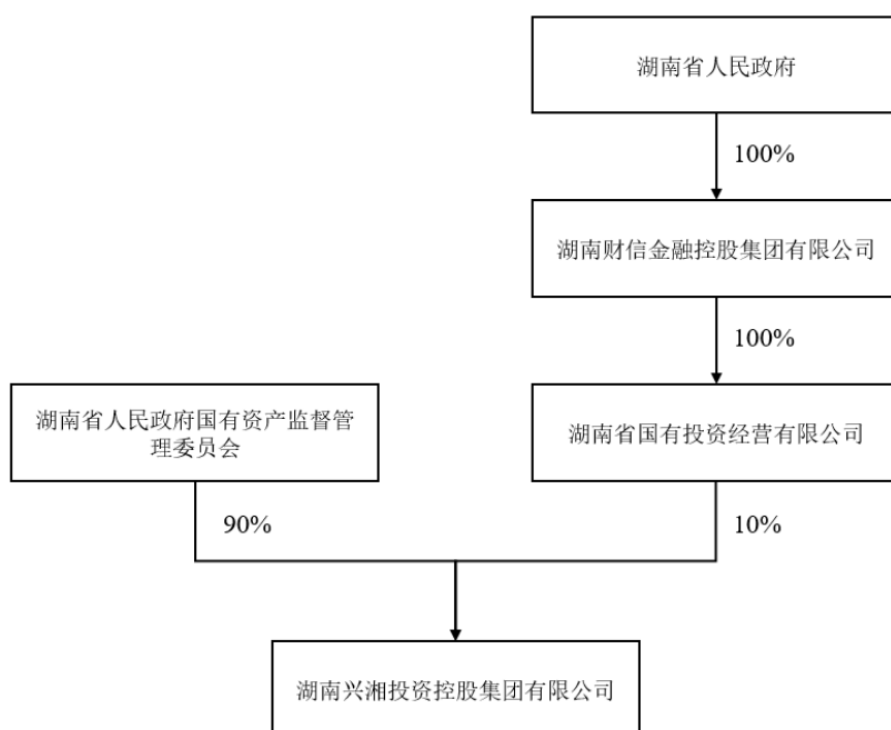 湖南省人民政府
100%
湖南财信金融控股集团有限公司
100%
湖南省人民政府国有资产监督管
理委员会
湖南省国有投资经营有限公司
90%
10%
湖南兴湘投资控股集团有限公司